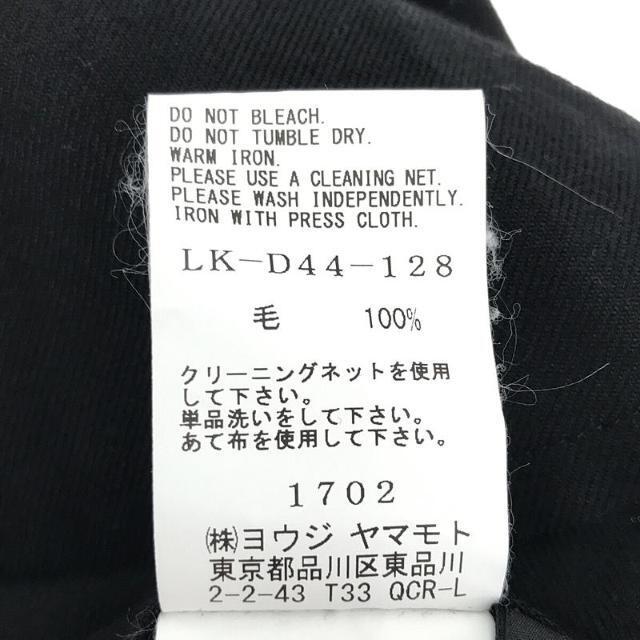 DO NOT BLEACH.
DO NOT TUMBLE DRY.
WARM IRON.
PLEASE USE A CLEANING NET.
PLEASE WASH INDEPENDENTLY.
IRON WITH PRESS CLOTH.
LK-D44-128
毛 100%
クリーニングネットを使用
して下さい。
単品洗いをして下さい。
あて布を使用して下さい。
1702
㈱ヨウジ ヤマモト
東京都品川区東品川
2-2-43 T33 QCR-L